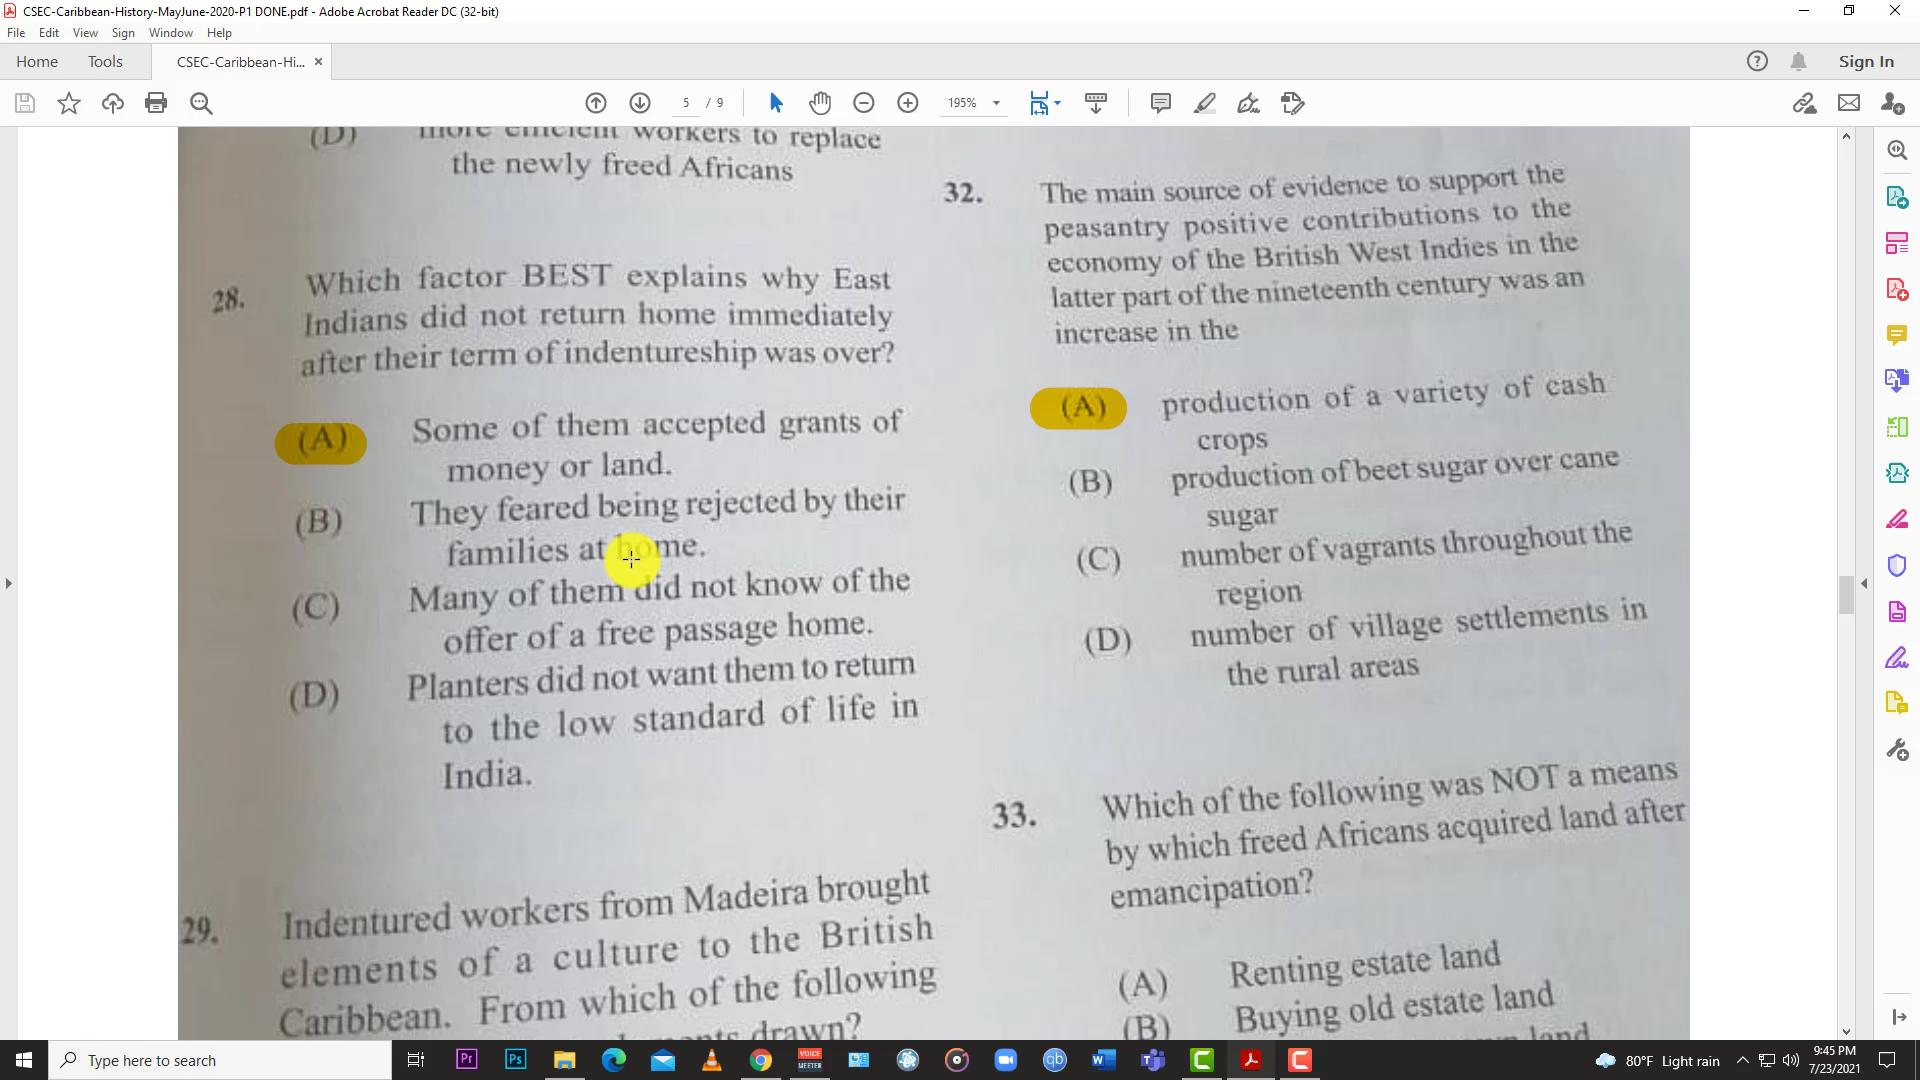 CSEC-Caribbean-History-MayJune-2020-P1 DONE.pdf - Adobe Acrobat Reader DC (32-bit)
File Edit View Sign Window Help
Home Tools CSEC-Caribbean-Hi... Sign In
5 / 9 195%
(D) more efficient workers to replace
the newly freed Africans
28. Which factor BEST explains why East
Indians did not return home immediately
after their term of indentureship was over?
(A) Some of them accepted grants of
money or land.
(B) They feared being rejected by their
families at home.
(C) Many of them did not know of the
offer of a free passage home.
(D) Planters did not want them to return
to the low standard of life in
India.
29. Indentured workers from Madeira brought
elements of a culture to the British
Caribbean. From which of the following
drawn?
32. The main source of evidence to support the
peasantry positive contributions to the
economy of the British West Indies in the
latter part of the nineteenth century was an
increase in the
(A) production of a variety of cash
crops
(B) production of beet sugar over cane
sugar
(C) number of vagrants throughout the
region
(D) number of village settlements in
the rural areas
33. Which of the following was NOT a means
by which freed Africans acquired land after
emancipation?
(A) Renting estate land
(B) Buying old estate land
land
Type here to search
Pr Ps VOICE MEETER qb
80°F Light rain
9:45 PM
7/23/2021